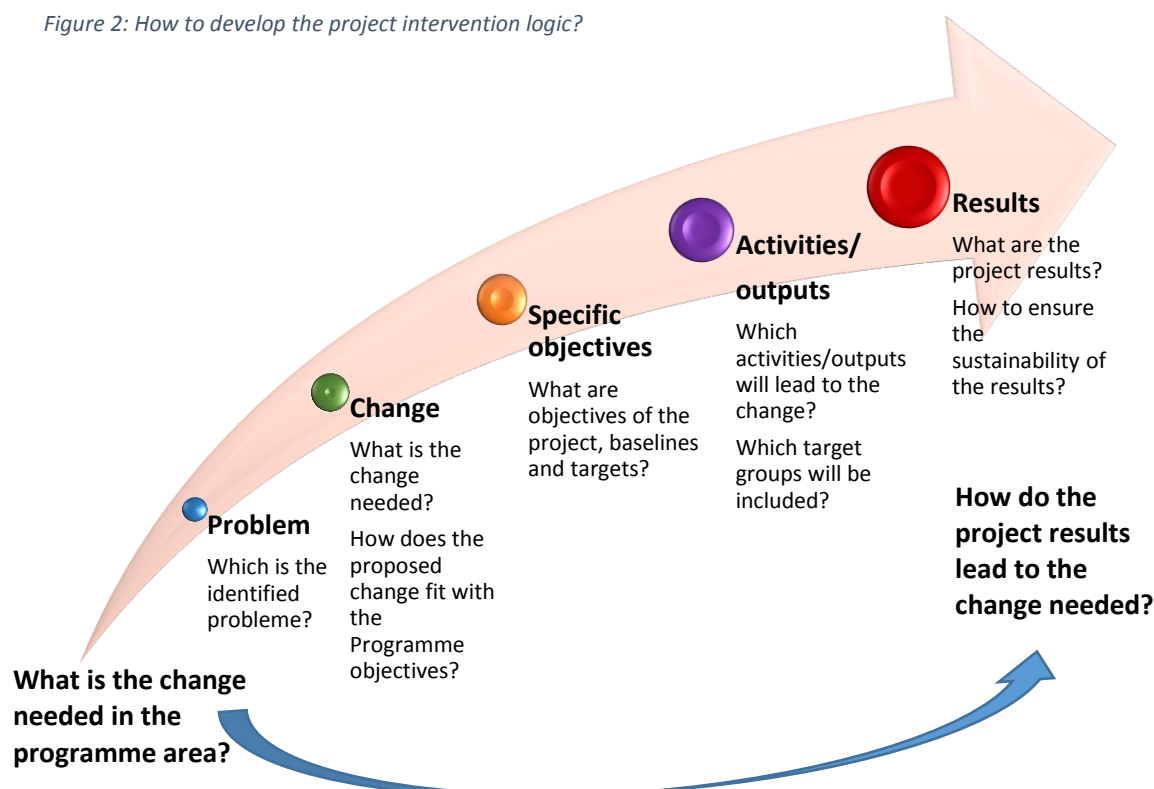 Figure 2: How to develop the project intervention logic?
Problem
Which is the
identified
probleme?
Change
What is the
change
needed?
How does the
proposed
change fit with
the
Programme
objectives?
Specific
objectives
What are
objectives of the
project, baselines
and targets?
Activities/
outputs
Which
activities/outputs
will lead to the
change?
Which target
groups will be
included?
Results
What are the
project results?
How to ensure
the
sustainability of
the results?
What is the change
needed in the
programme area?
How do the
project results
lead to the
change needed?